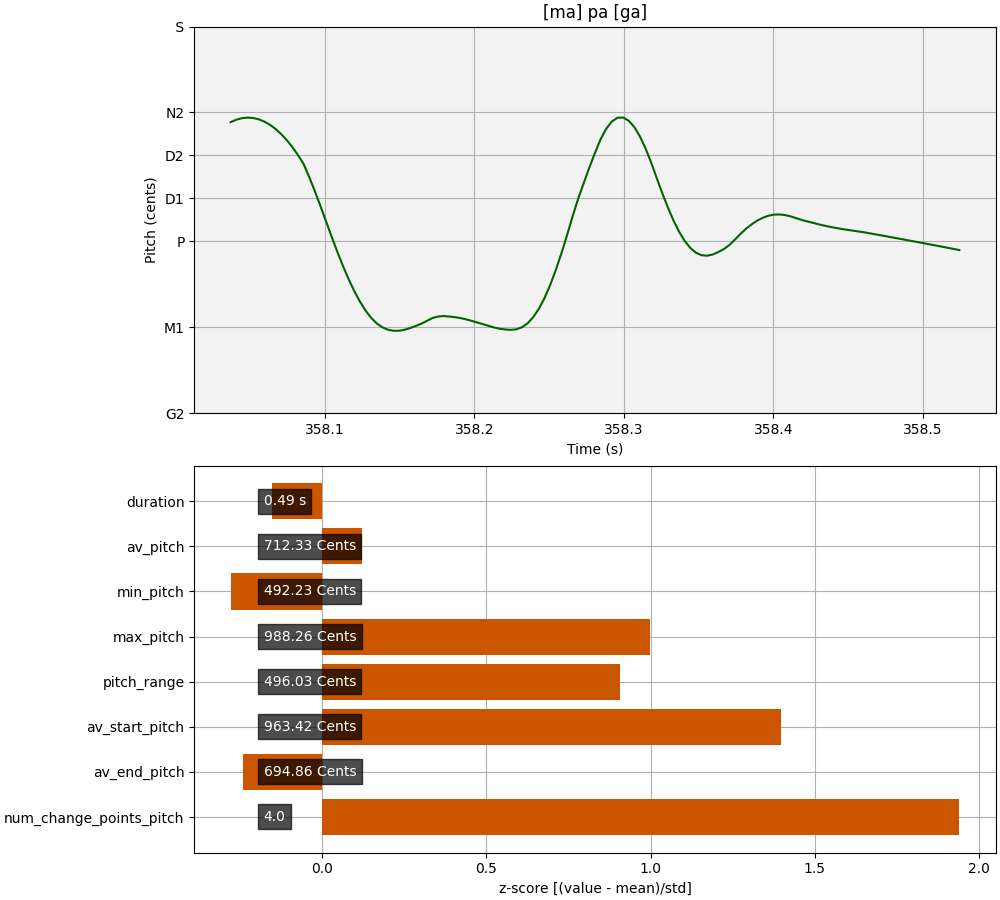 [ma] pa [ga]
S
N2
D2
D1
P
M1
G2
Pitch (cents)
358.1 358.2 358.3 358.4 358.5
Time (s)
duration 0.49 s
av_pitch 712.33 Cents
min_pitch 492.23 Cents
max_pitch 988.26 Cents
pitch_range 496.03 Cents
av_start_pitch 963.42 Cents
av_end_pitch 694.86 Cents
num_change_points_pitch 4.0
0.0 0.5 1.0 1.5 2.0
z-score [(value - mean)/std]